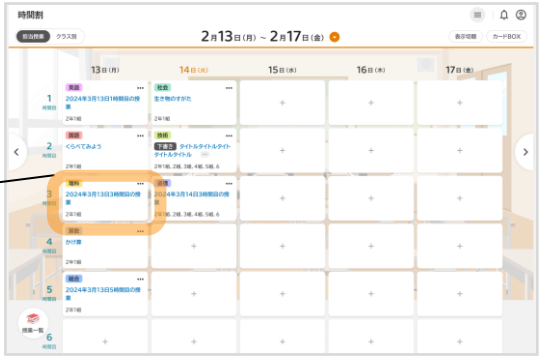 時間割
担当授業 クラス別
2月13日(月) ~ 2月17日(金)
表示切替 カードBOX
13日(月) 14日(火) 15日(水) 16日(木) 17日(金)
1
時間目
英語 •••
2024年3月13日1時間目の授業
2年1組
社会 •••
生き物のすがた
2年1組
+
+
+
2
時間目
国語 •••
くらべてみよう
2年1組
技術 •••
下書き タイトルタイトルタイト
ルタイトルタイトル
2年1組, 2組, 3組, 4組, 5組, 6
+
+
+
3
時間目
理科 •••
2024年3月13日3時間目の授業
2年1組
道徳 •••
2024年3月14日3時間目の授業
2年1組, 2組, 3組, 4組, 5組, 6
+
+
+
4
時間目
算数 •••
かけ算
2年1組
+
+
+
+
5
時間目
総合 •••
2024年3月13日5時間目の授業
2年1組
+
+
+
+
授業一覧
6
時間目
+
+
+
+
+